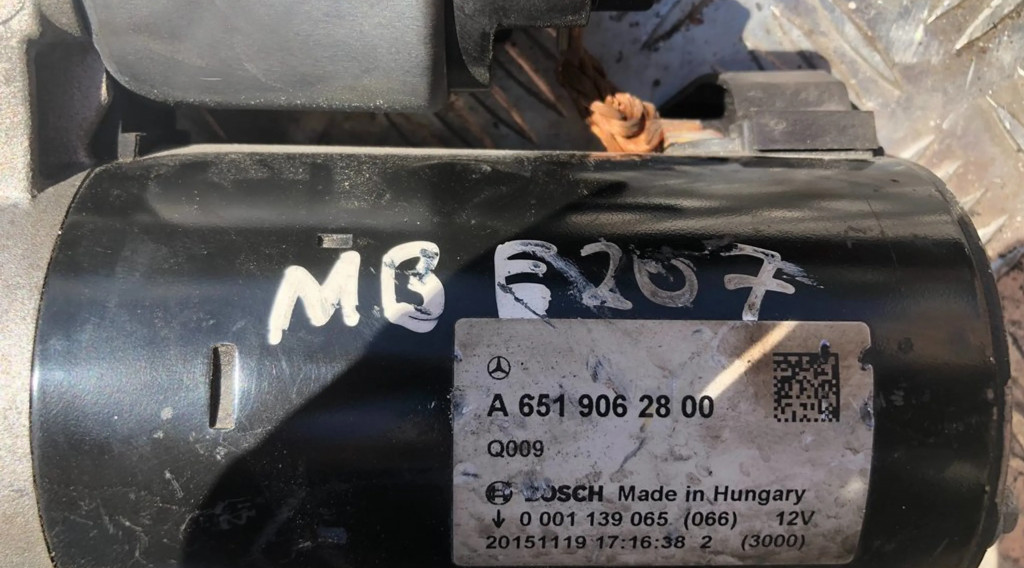 MB E207
A 651 906 28 00
Q009
BOSCH Made in Hungary
↓ 0 001 139 065 (066) 12V
20151119 17:16:38 2 (3000)